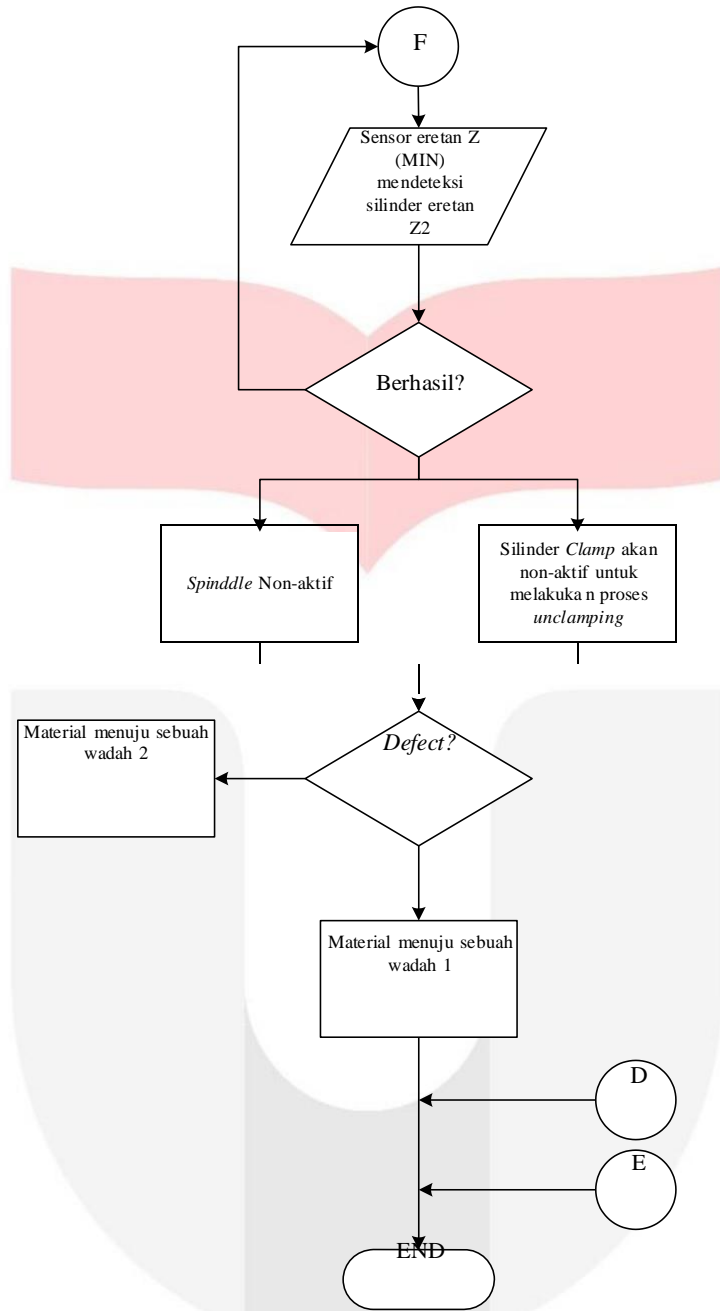 F
Sensor eretan Z
(MIN)
mendeteksi
silinder eretan
Z2
Berhasil?
Spinddle Non-aktif
Silinder Clamp akan
non-aktif untuk
melakuka n proses
unclamping
Defect?
Material menuju sebuah
wadah 2
Material menuju sebuah
wadah 1
D
E
END